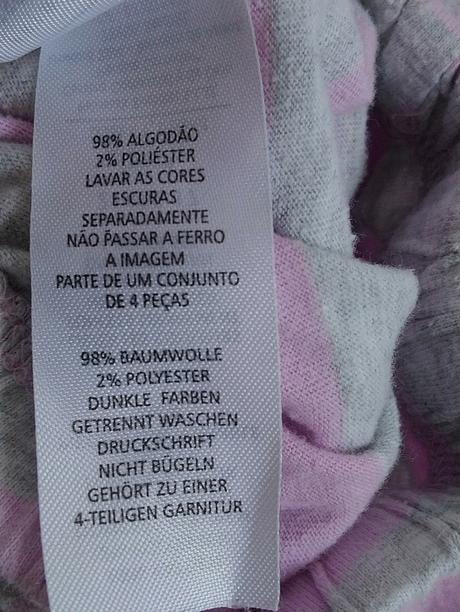 98% ALGODÃO
2% POLIÉSTER
LAVAR AS CORES
ESCURAS
SEPARADAMENTE
NÃO PASSAR A FERRO
A IMAGEM
PARTE DE UM CONJUNTO
DE 4 PEÇAS
98% BAUMWOLLE
2% POLYESTER
DUNKLE FARBEN
GETRENNT WASCHEN
DRUCKSCHRIFT
NICHT BÜGELN
GEHÖRT ZU EINER
4-TEILIGEN GARNITUR